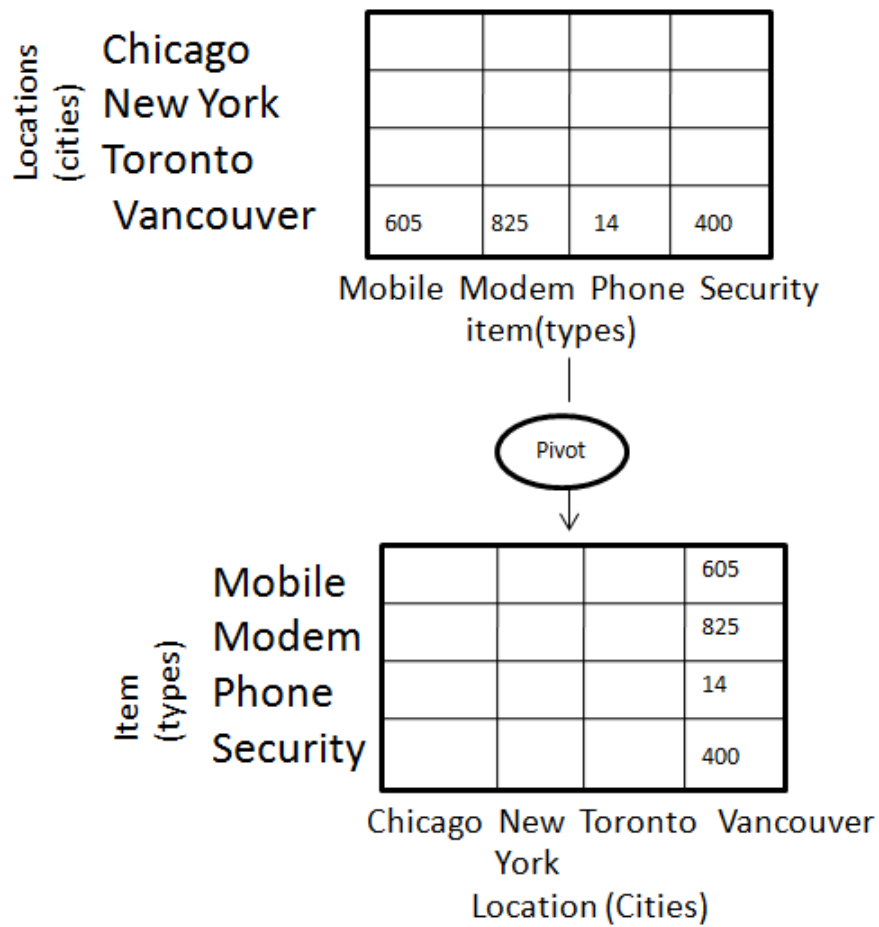 Locations
(cities)
Chicago
New York
Toronto
Vancouver
605 825 14 400
Mobile Modem Phone Security
item(types)
Pivot
Item
(types)
Mobile
Modem
Phone
Security
605
825
14
400
Chicago New Toronto Vancouver
York
Location (Cities)